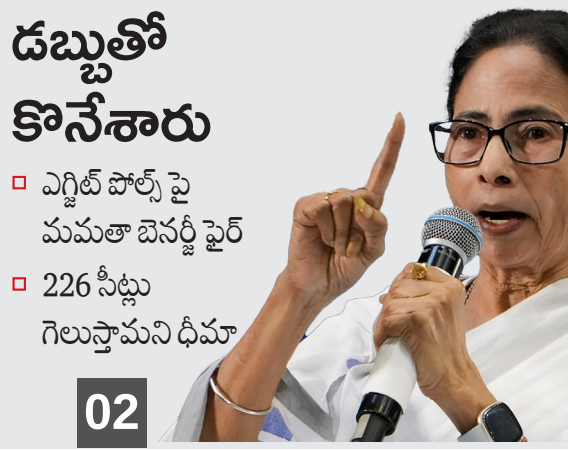 డబ్బుతో
కొనేశారు
ఎగ్జిట్ పోల్స్ పై
మమతా బెనర్జీ ఫైర్
226 సీట్లు
గెలుస్తామని ధీమా
02